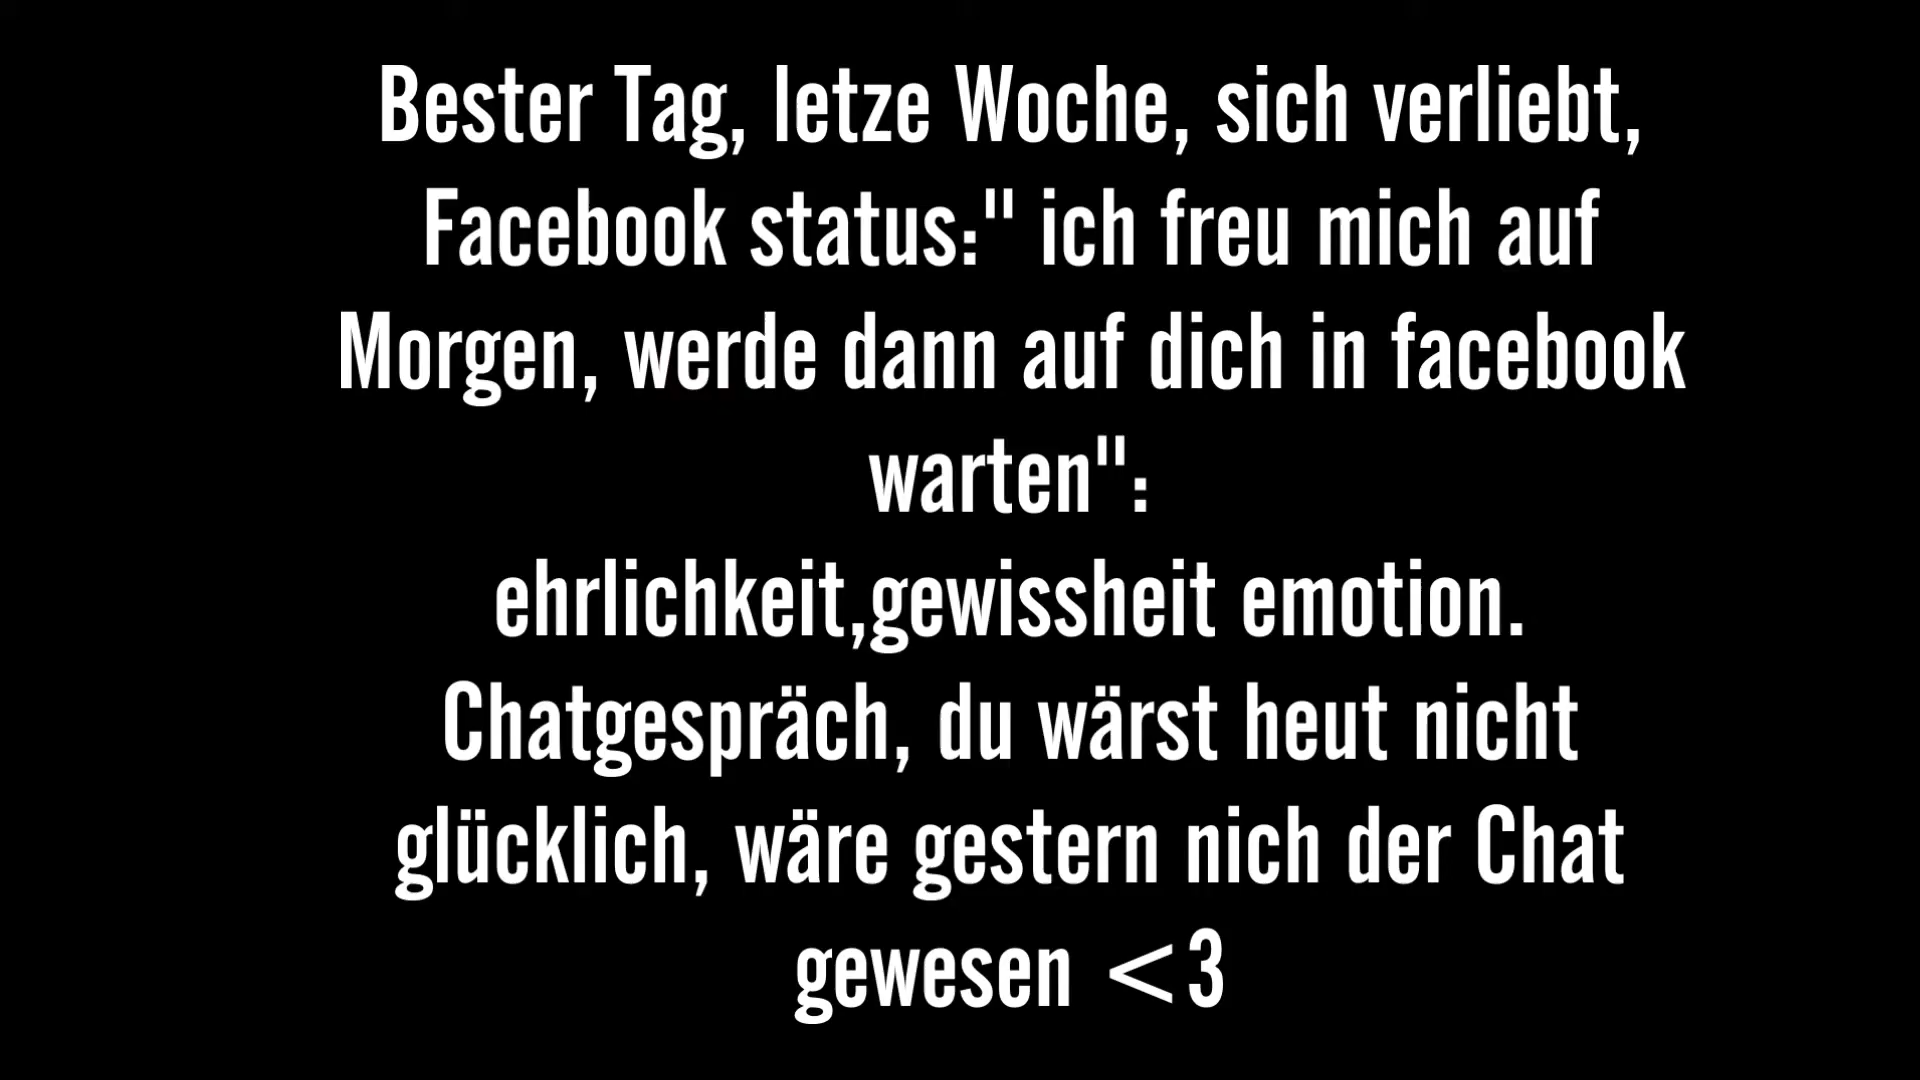 Bester Tag, letze Woche, sich verliebt,
Facebook status:" ich freu mich auf
Morgen, werde dann auf dich in facebook
warten":
ehrlichkeit,gewissheit emotion.
Chatgespräch, du wärst heut nicht
glücklich, wäre gestern nich der Chat
gewesen <3